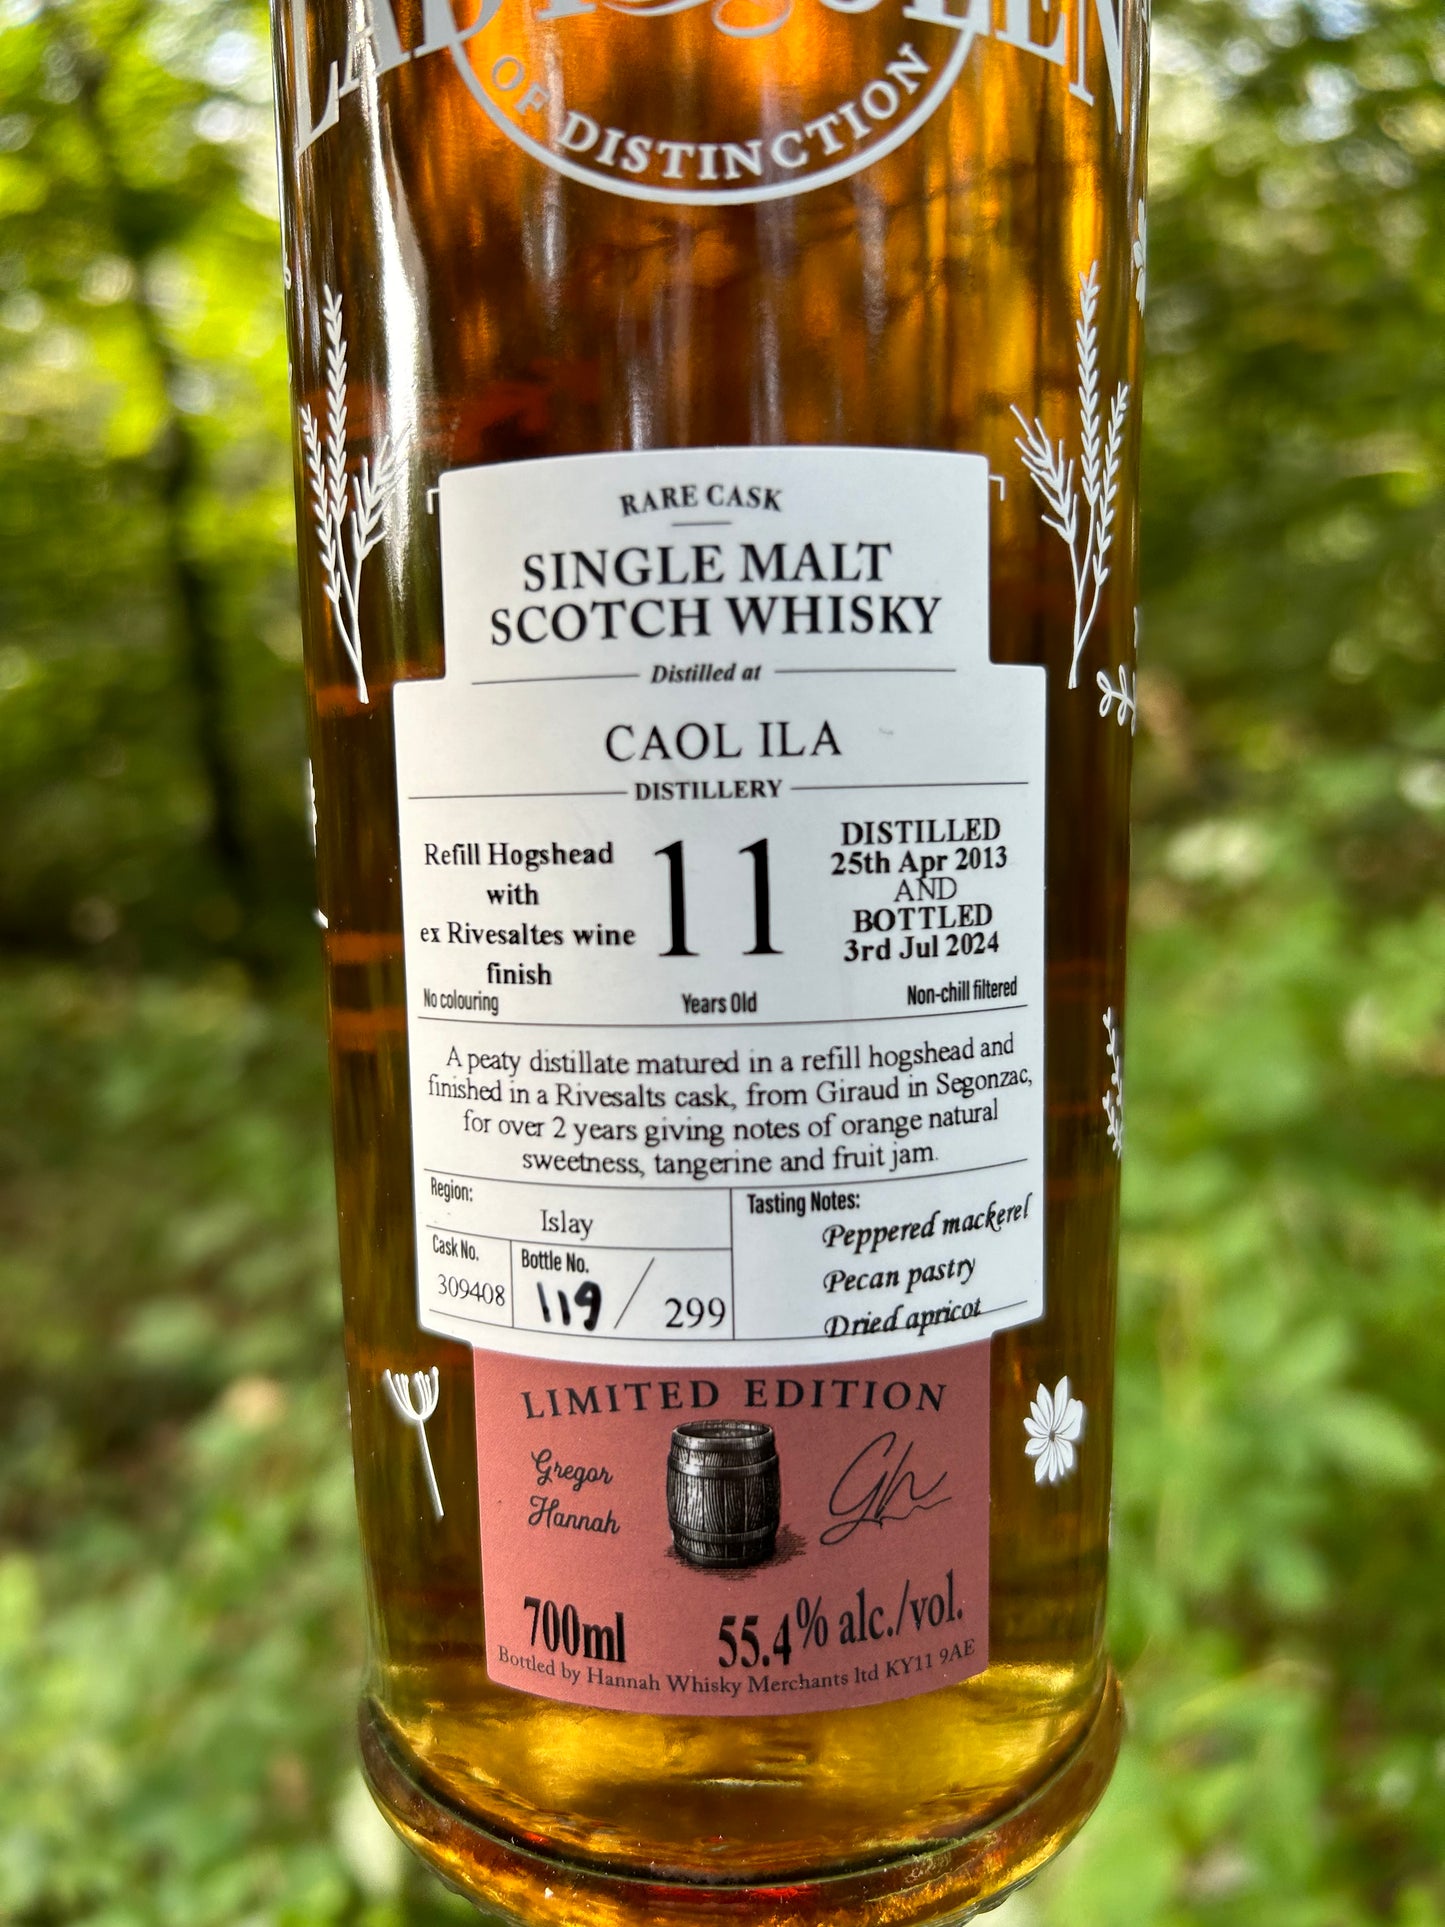 OF DISTINCTION
RARE CASK
SINGLE MALT
SCOTCH WHISKY
Distilled at
CAOL ILA
DISTILLERY
Refill Hogshead
with
ex Rivesaltes wine
finish
No colouring
11
Years Old
DISTILLED
25th Apr 2013
AND
BOTTLED
3rd Jul 2024
Non-chill filtered
A peaty distillate matured in a refill hogshead and
finished in a Rivesalts cask, from Giraud in Segonzac,
for over 2 years giving notes of orange natural
sweetness, tangerine and fruit jam.
Region:
Islay
Cask No.
309408
Bottle No.
119 / 299
Tasting Notes:
Peppered mackerel
Pecan pastry
Dried apricot
LIMITED EDITION
Gregor
Hannah
Gh
700ml
55.4% alc./vol.
Bottled by Hannah Whisky Merchants ltd KY11 9AE